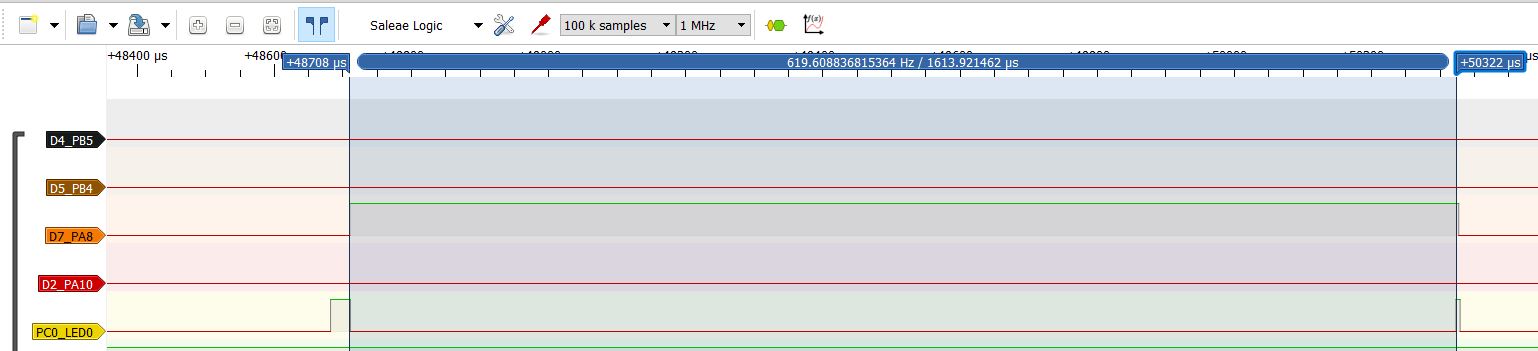 Saleae Logic 100 k samples 1 MHz f(x)
+48400 µs +48600 +48708 µs 619.608836815364 Hz / 1613.921462 µs +50322 µs µs
D4_PB5
D5_PB4
D7_PA8
D2_PA10
PC0_LED0